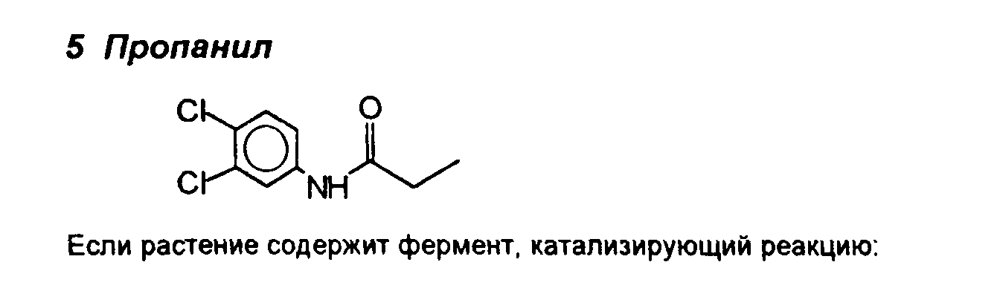 5 Пропанил
Cl
O
Cl
NH
Если растение содержит фермент, катализирующий реакцию: